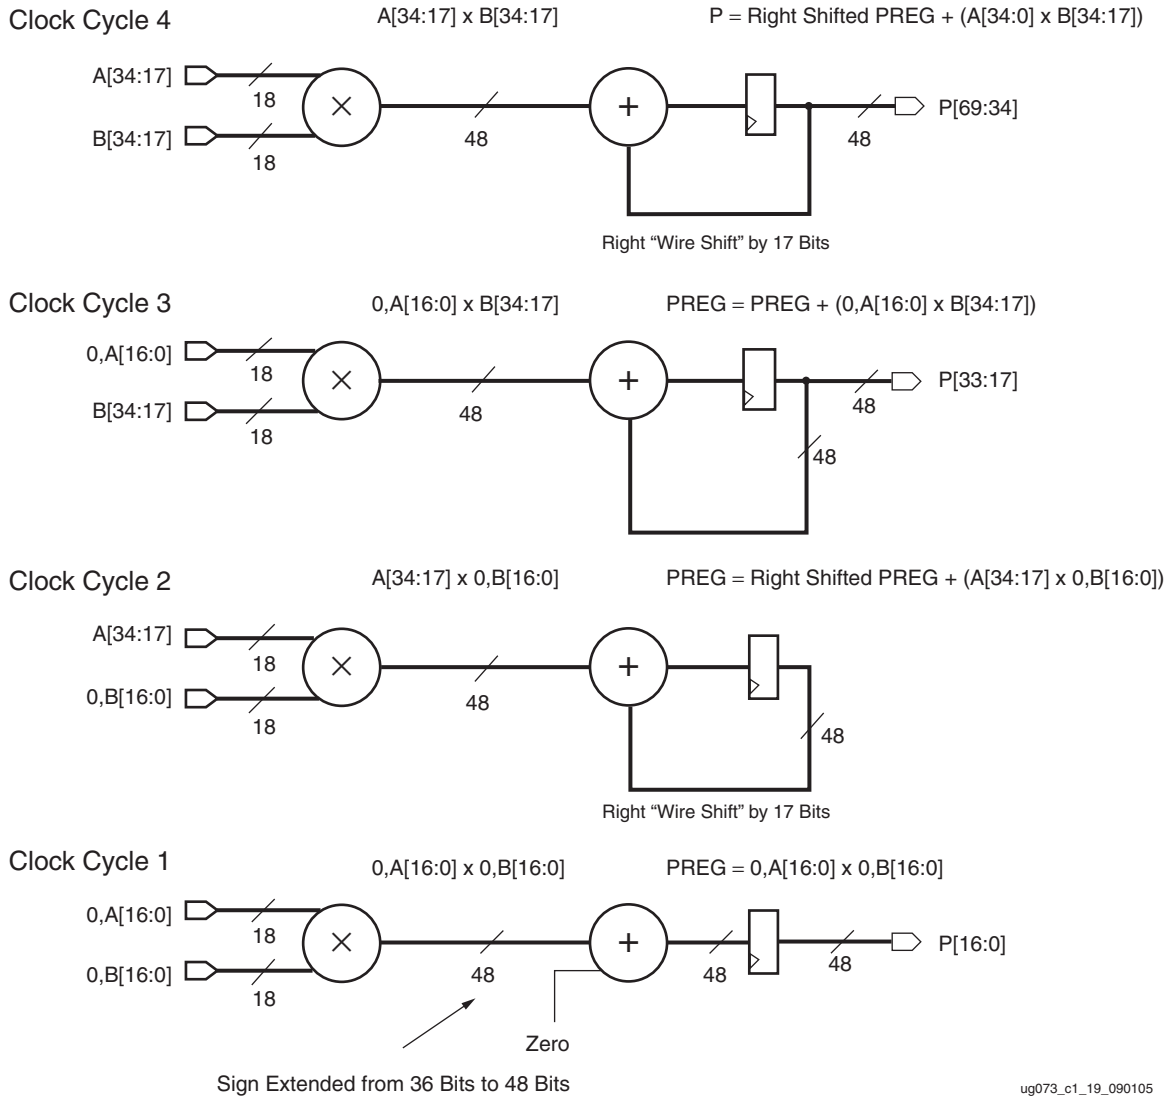 Clock Cycle 4
A[34:17] x B[34:17]
P = Right Shifted PREG + (A[34:0] x B[34:17])
A[34:17]
18
B[34:17]
18
×
48
+
48
P[69:34]
Right “Wire Shift” by 17 Bits
Clock Cycle 3
0,A[16:0] x B[34:17]
PREG = PREG + (0,A[16:0] x B[34:17])
0,A[16:0]
18
B[34:17]
18
×
48
+
48
P[33:17]
48
Clock Cycle 2
A[34:17] x 0,B[16:0]
PREG = Right Shifted PREG + (A[34:17] x 0,B[16:0])
A[34:17]
18
0,B[16:0]
18
×
48
+
48
Right “Wire Shift” by 17 Bits
Clock Cycle 1
0,A[16:0] x 0,B[16:0]
PREG = 0,A[16:0] x 0,B[16:0]
0,A[16:0]
18
0,B[16:0]
18
×
48
+
48
48
P[16:0]
Zero
Sign Extended from 36 Bits to 48 Bits
ug073_c1_19_090105